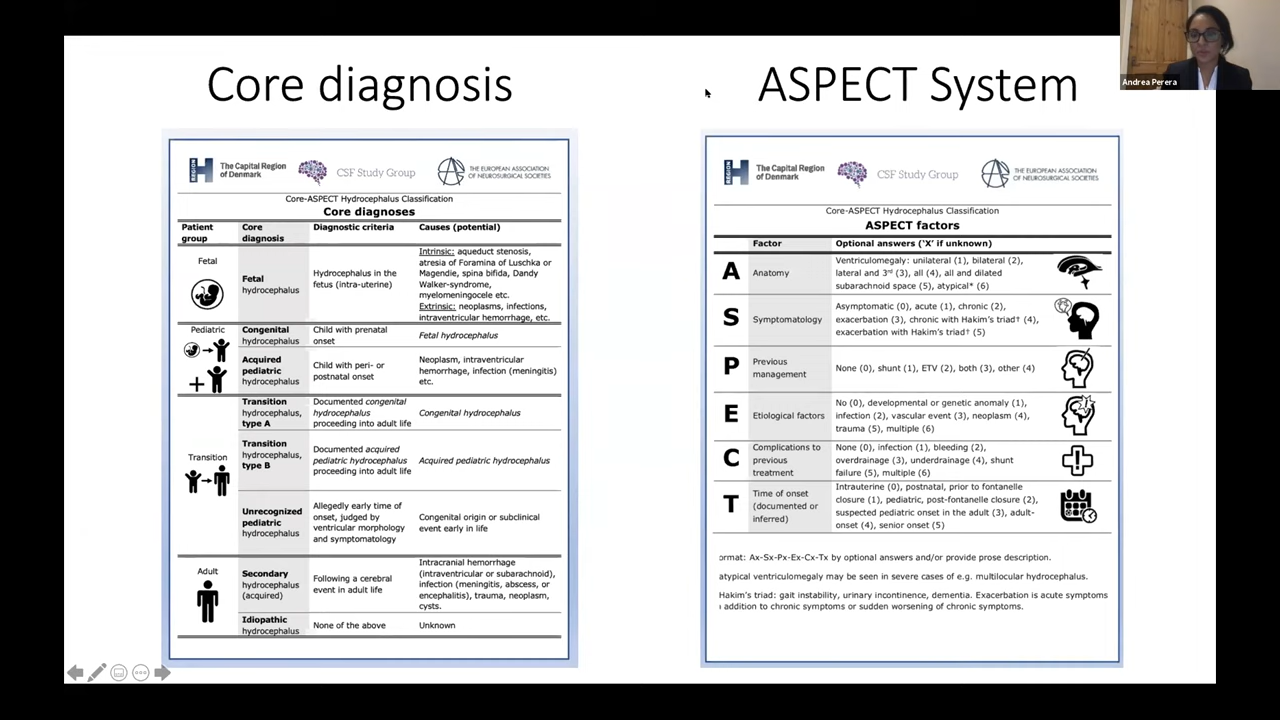 Andrea Perera
Core diagnosis
REGION
H
The Capital Region
of Denmark
CSF Study Group
THE EUROPEAN ASSOCIATION
OF NEUROSURGICAL SOCIETIES
Core-ASPECT Hydrocephalus Classification
Core diagnoses
Patient group Core diagnosis Diagnostic criteria Causes (potential)
Fetal
Fetal
hydrocephalus
Hydrocephalus in the
fetus (intra-uterine)
Intrinsic: aqueduct stenosis,
atresia of Foramina of Luschka or
Magendie, spina bifida, Dandy
Walker-syndrome,
myelomeningocele etc.
Extrinsic: neoplasms, infections,
intraventricular hemorrhage, etc.
Pediatric
Congenital
hydrocephalus
Child with prenatal
onset
Fetal hydrocephalus
Acquired
pediatric
hydrocephalus
Child with peri- or
postnatal onset
Neoplasm, intraventricular
hemorrhage, infection (meningitis)
etc.
Transition
Transition
hydrocephalus,
type A
Documented congenital
hydrocephalus
proceeding into adult life
Congenital hydrocephalus
Transition
hydrocephalus,
type B
Documented acquired
pediatric hydrocephalus
proceeding into adult life
Acquired pediatric hydrocephalus
Unrecognized
pediatric
hydrocephalus
Allegedly early time of
onset, judged by
ventricular morphology
and symptomatology
Congenital origin or subclinical
event early in life
Adult
Secondary
hydrocephalus
(acquired)
Following a cerebral
event in adult life
Intracranial hemorrhage
(intraventricular or subarachnoid),
infection (meningitis, abscess, or
encephalitis), trauma, neoplasm,
cysts.
Idiopathic
hydrocephalus
None of the above
Unknown
ASPECT System
REGION
H
The Capital Region
of Denmark
CSF Study Group
THE EUROPEAN ASSOCIATION
OF NEUROSURGICAL SOCIETIES
Core-ASPECT Hydrocephalus Classification
ASPECT factors
Factor Optional answers ('X' if unknown)
A
Anatomy
Ventriculomegaly: unilateral (1), bilateral (2),
lateral and 3rd (3), all (4), all and dilated
subarachnoid space (5), atypical* (6)
S
Symptomatology
Asymptomatic (0), acute (1), chronic (2),
exacerbation (3), chronic with Hakim's triad† (4),
exacerbation with Hakim's triad† (5)
P
Previous
management
None (0), shunt (1), ETV (2), both (3), other (4)
E
Etiological factors
No (0), developmental or genetic anomaly (1),
infection (2), vascular event (3), neoplasm (4),
trauma (5), multiple (6)
C
Complications to
previous
treatment
None (0), infection (1), bleeding (2),
overdrainage (3), underdrainage (4), shunt
failure (5), multiple (6)
T
Time of onset
(documented or
inferred)
Intrauterine (0), postnatal, prior to fontanelle
closure (1), pediatric, post-fontanelle closure (2),
suspected pediatric onset in the adult (3), adult-
onset (4), senior onset (5)
ormat: Ax-Sx-Px-Ex-Cx-Tx by optional answers and/or provide prose description.
atypical ventriculomegaly may be seen in severe cases of e.g. multilocular hydrocephalus.
Hakim's triad: gait instability, urinary incontinence, dementia. Exacerbation is acute symptoms
addition to chronic symptoms or sudden worsening of chronic symptoms.